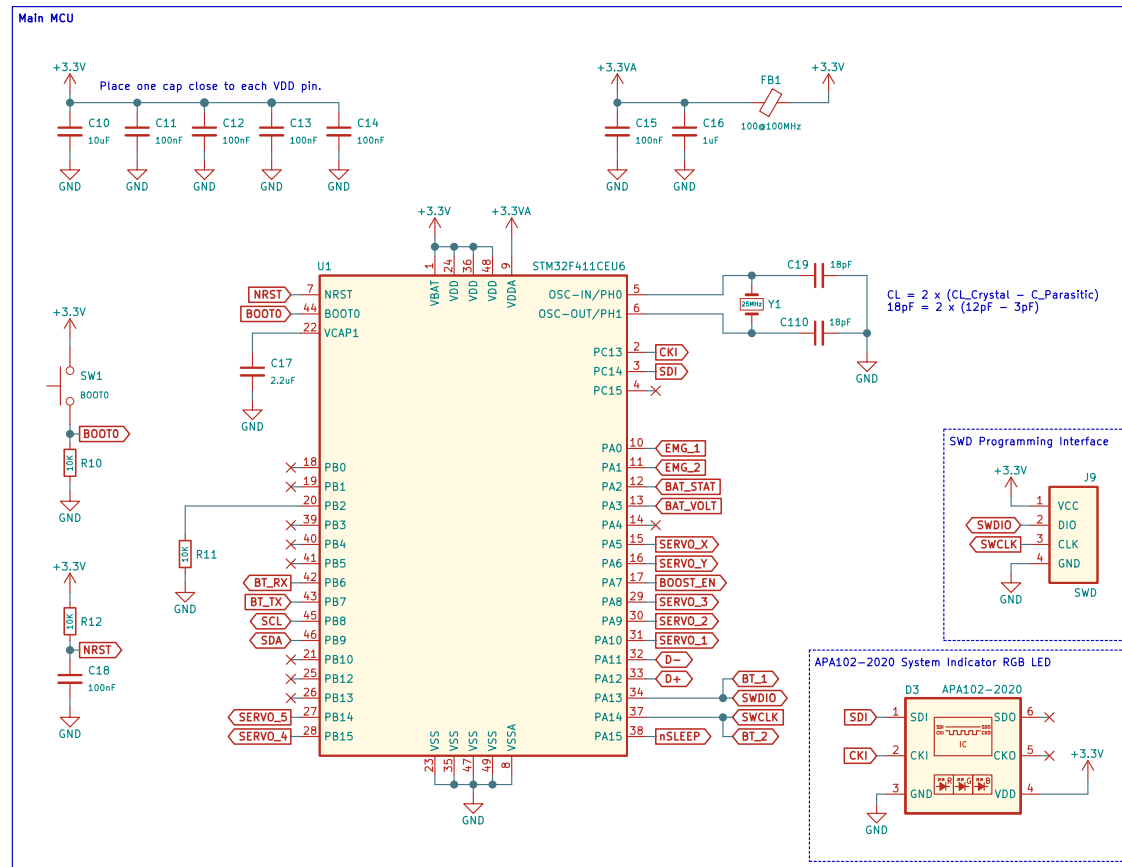 Main MCU
+3.3V
Place one cap close to each VDD pin.
C10
10uF
C11
100nF
C12
100nF
C13
100nF
C14
100nF
GND
GND
GND
GND
GND
+3.3VA
FB1
+3.3V
100@100MHz
C15
100nF
C16
1uF
GND
GND
+3.3V
+3.3VA
U1
STM32F411CEU6
1
24
36
48
9
VBAT
VDD
VDD
VDD
VDDA
NRST
7
NRST
BOOT0
44
BOOT0
22
VCAP1
C17
2.2uF
GND
18
PB0
19
PB1
20
PB2
39
PB3
40
PB4
41
PB5
BT_RX
42
PB6
BT_TX
43
PB7
SCL
45
PB8
SDA
46
PB9
21
PB10
25
PB12
26
PB13
SERVO_5
27
PB14
SERVO_4
28
PB15
10K
R11
GND
OSC-IN/PH0
5
OSC-OUT/PH1
6
PC13
2
CKI
PC14
3
SDI
PC15
4
PA0
10
EMG_1
PA1
11
EMG_2
PA2
12
BAT_STAT
PA3
13
BAT_VOLT
PA4
14
PA5
15
SERVO_X
PA6
16
SERVO_Y
PA7
17
BOOST_EN
PA8
29
SERVO_3
PA9
30
SERVO_2
PA10
31
SERVO_1
PA11
32
D-
PA12
33
D+
BT_1
PA13
34
SWDIO
PA14
37
SWCLK
BT_2
PA15
38
nSLEEP
VSS
VSS
VSS
VSS
VSSA
23
35
47
49
8
GND
C19
18pF
25MHz
Y1
C110
18pF
GND
CL = 2 x (CL_Crystal - C_Parasitic)
18pF = 2 x (12pF - 3pF)
+3.3V
SW1
BOOT0
BOOT0
10K
R10
GND
+3.3V
10K
R12
NRST
C18
100nF
GND
SWD Programming Interface
+3.3V
J9
1
VCC
SWDIO
2
DIO
SWCLK
3
CLK
4
GND
GND
SWD
APA102-2020 System Indicator RGB LED
D3
APA102-2020
SDI
1
SDI
SDO
6
CKI
2
CKI
CKO
5
3
GND
VDD
4
SDI
SDO
CKI
CKO
IC
R
G
B
+3.3V
GND